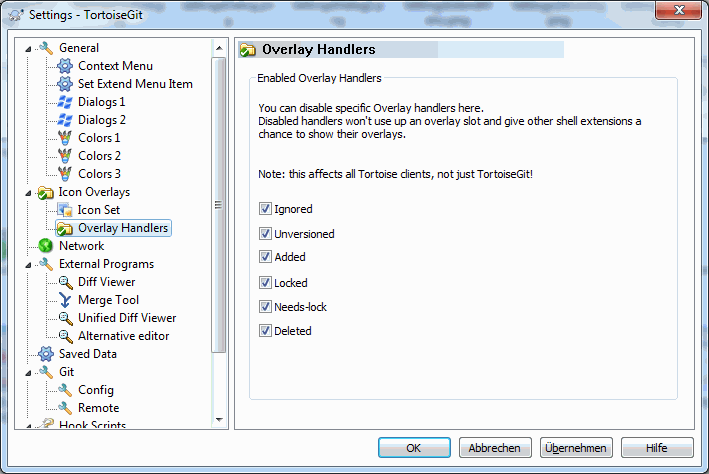 Settings - TortoiseGit
General
Context Menu
Set Extend Menu Item
Dialogs 1
Dialogs 2
Colors 1
Colors 2
Colors 3
Icon Overlays
Icon Set
Overlay Handlers
Network
External Programs
Diff Viewer
Merge Tool
Unified Diff Viewer
Alternative editor
Saved Data
Git
Config
Remote
Hook Scripts
Overlay Handlers
Enabled Overlay Handlers
You can disable specific Overlay handlers here.
Disabled handlers won't use up an overlay slot and give other shell extensions a
chance to show their overlays.
Note: this affects all Tortoise clients, not just TortoiseGit!
Ignored
Unversioned
Added
Locked
Needs-lock
Deleted
OK
Abbrechen
Übernehmen
Hilfe